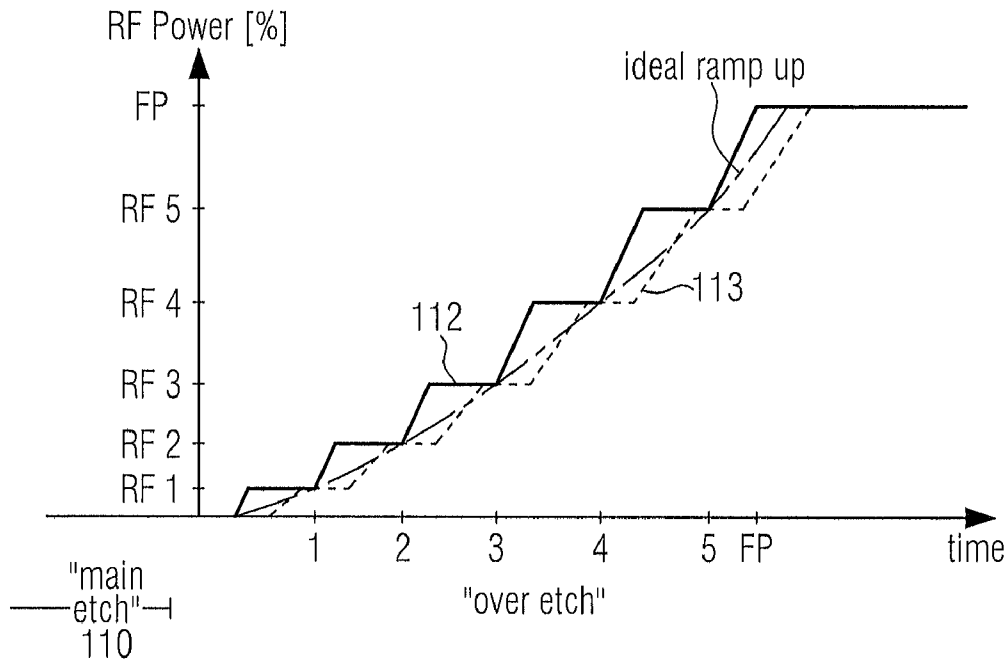 RF Power [%]
ideal ramp up
FP
RF 5
RF 4
113
112
RF 3
RF 2
RF 1
1 2 3 4 5 FP time
"main
etch"
110
"over etch"